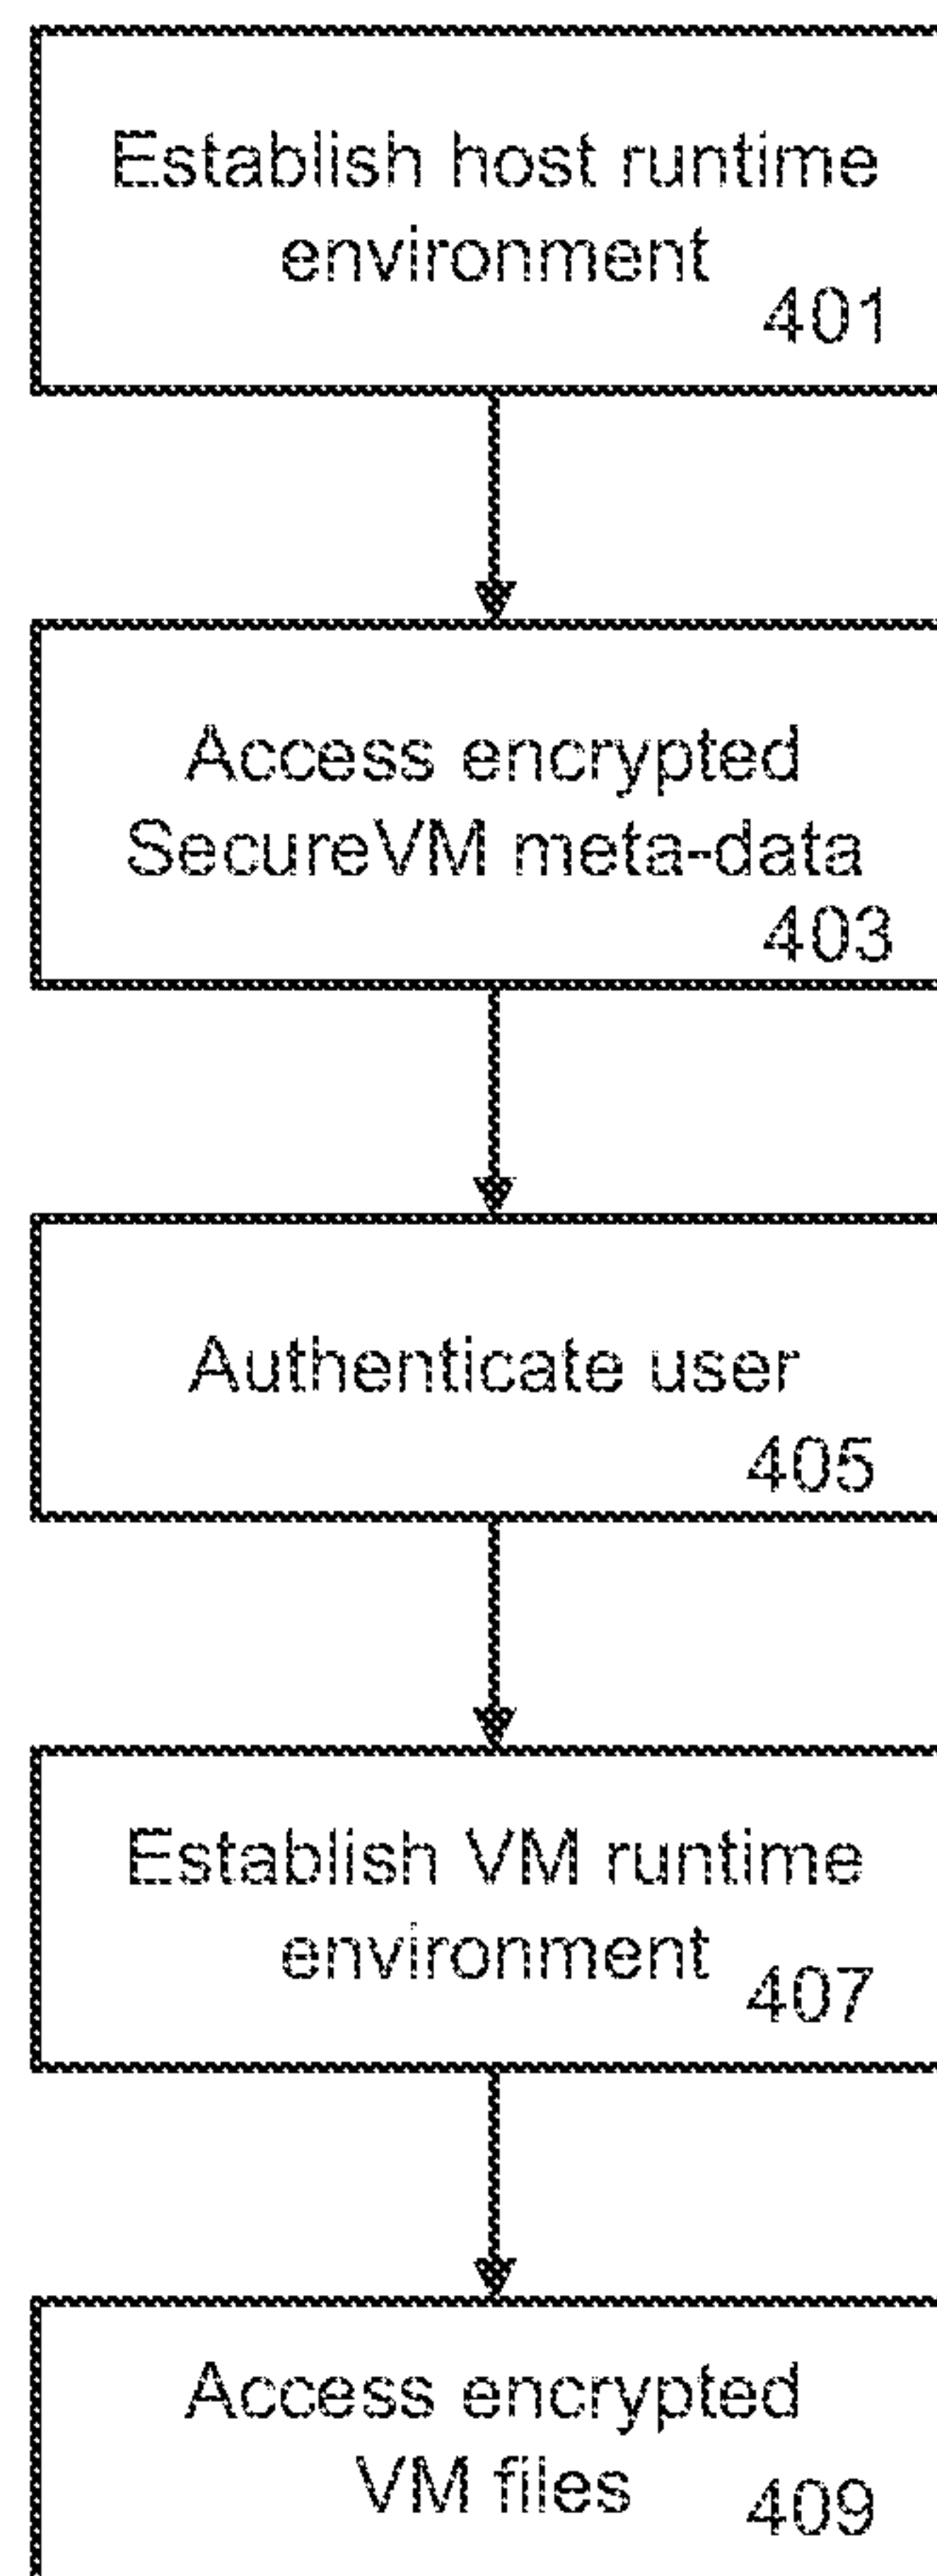 Establish host runtime
environment
401
Access encrypted
SecureVM meta-data
403
Authenticate user
405
Establish VM runtime
environment
407
Access encrypted
VM files
409